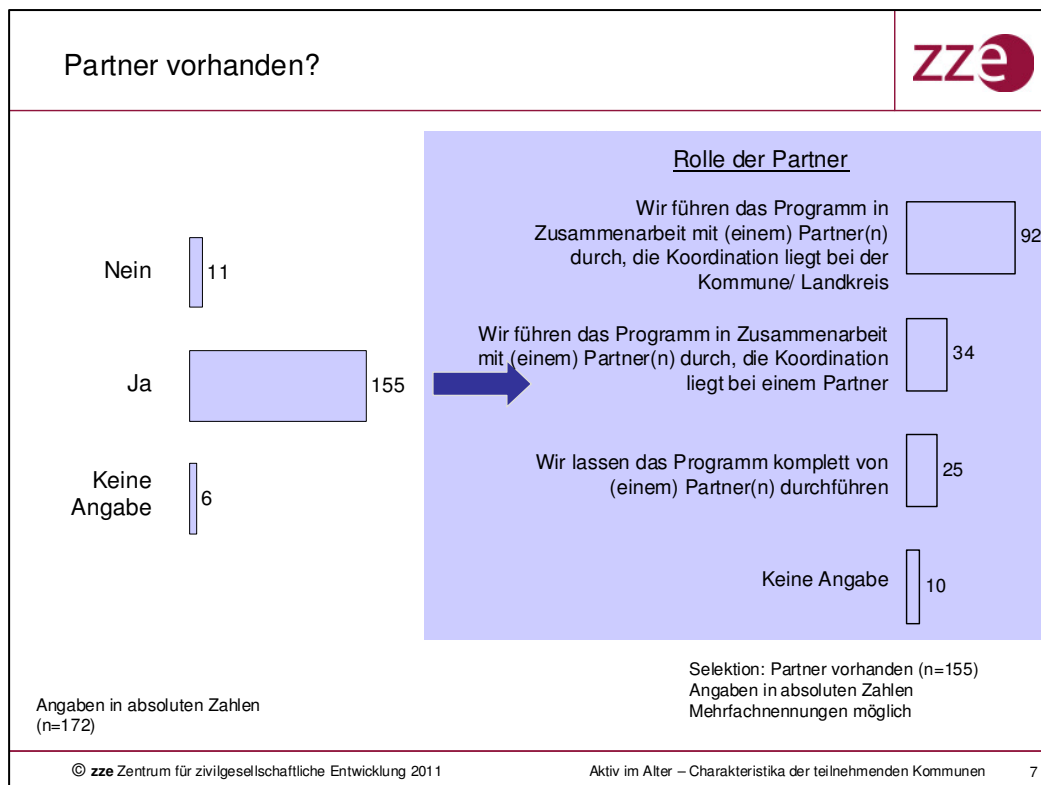 Partner vorhanden?
zze
Nein
11
Ja
155
Keine
Angabe
6
Rolle der Partner
Wir führen das Programm in
Zusammenarbeit mit (einem) Partner(n)
durch, die Koordination liegt bei der
Kommune/ Landkreis
92
Wir führen das Programm in Zusammenarbeit
mit (einem) Partner(n) durch, die Koordination
liegt bei einem Partner
34
Wir lassen das Programm komplett von
(einem) Partner(n) durchführen
25
Keine Angabe
10
Angaben in absoluten Zahlen
(n=172)
Selektion: Partner vorhanden (n=155)
Angaben in absoluten Zahlen
Mehrfachnennungen möglich
© zze Zentrum für zivilgesellschaftliche Entwicklung 2011
Aktiv im Alter – Charakteristika der teilnehmenden Kommunen
7